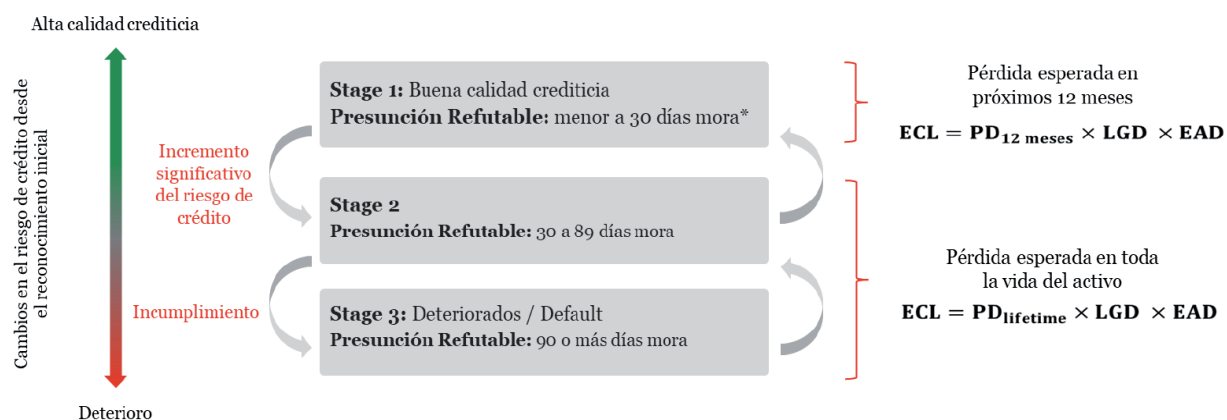 Alta calidad crediticia
Cambios en el riesgo de crédito desde
el reconocimiento inicial
Deterioro
Incremento
significativo
del riesgo de
crédito
Incumplimiento
Stage 1: Buena calidad crediticia
Presunción Refutable: menor a 30 días mora*
Stage 2
Presunción Refutable: 30 a 89 días mora
Stage 3: Deteriorados / Default
Presunción Refutable: 90 o más días mora
Pérdida esperada en
próximos 12 meses
ECL = PD12 meses × LGD × EAD
Pérdida esperada en toda
la vida del activo
ECL = PDlifetime × LGD × EAD